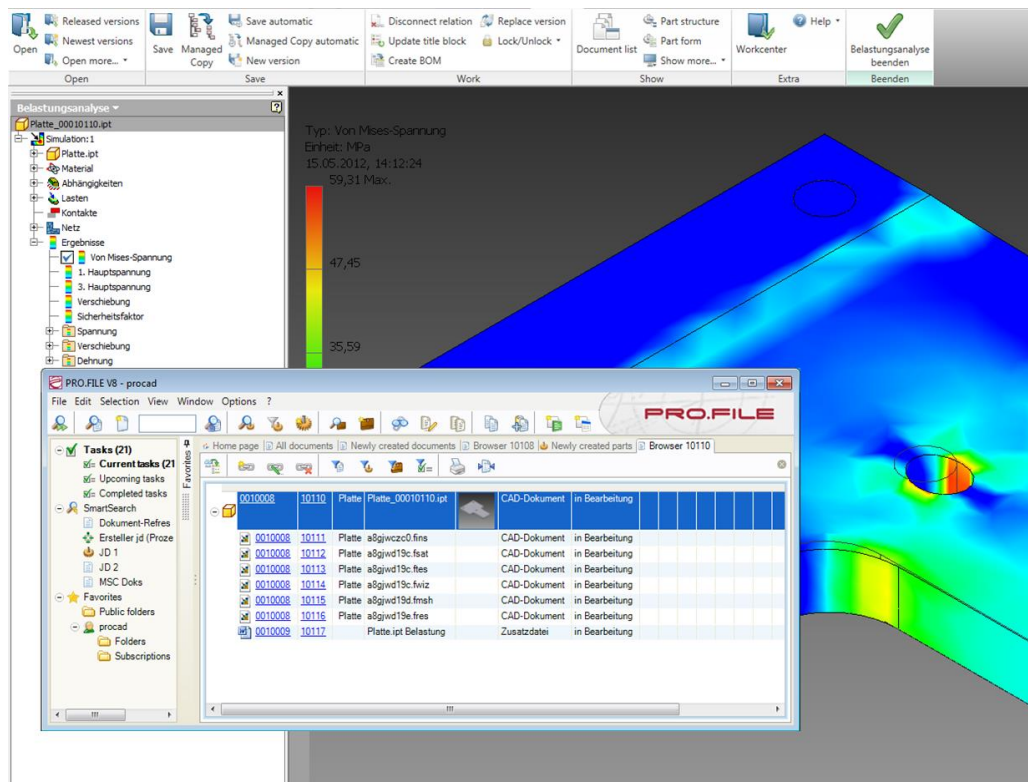 Released versions
Newest versions
Open more...
Open
Open
Save
Managed Copy
Save automatic
Managed Copy automatic
New version
Save
Disconnect relation
Update title block
Create BOM
Replace version
Lock/Unlock
Work
Document list
Part structure
Part form
Show more...
Show
Workcenter
Help
Extra
Belastungsanalyse beenden
Beenden
Belastungsanalyse
Platte_00010110.ipt
Simulation:1
Platte.ipt
Material
Abhängigkeiten
Lasten
Kontakte
Netz
Ergebnisse
Von Mises-Spannung
1. Hauptspannung
3. Hauptspannung
Verschiebung
Sicherheitsfaktor
Spannung
Verschiebung
Dehnung
Typ: Von Mises-Spannung
Einheit: MPa
15.05.2012, 14:12:24
59,31 Max.
47,45
35,59
PRO.FILE V8 - procad
File Edit Selection View Window Options ?
PRO.FILE
Tasks (21)
Current tasks (21
Upcoming tasks
Completed tasks
SmartSearch
Dokument-Refres
Ersteller jd (Proze
JD 1
JD 2
MSC Doks
Favorites
Public folders
procad
Folders
Subscriptions
Favorites
Home page All documents Newly created documents Browser 10108 Newly created parts Browser 10110
0010008 10110 Platte Platte_00010110.ipt CAD-Dokument in Bearbeitung
0010008 10111 Platte a8gjwczc0.fins CAD-Dokument in Bearbeitung
0010008 10112 Platte a8gjwd19c.fsat CAD-Dokument in Bearbeitung
0010008 10113 Platte a8gjwd19c.ftes CAD-Dokument in Bearbeitung
0010008 10114 Platte a8gjwd19c.fwiz CAD-Dokument in Bearbeitung
0010008 10115 Platte a8gjwd19d.fmsh CAD-Dokument in Bearbeitung
0010008 10116 Platte a8gjwd19e.fres CAD-Dokument in Bearbeitung
0010009 10117 Platte.ipt Belastung Zusatzdatei in Bearbeitung